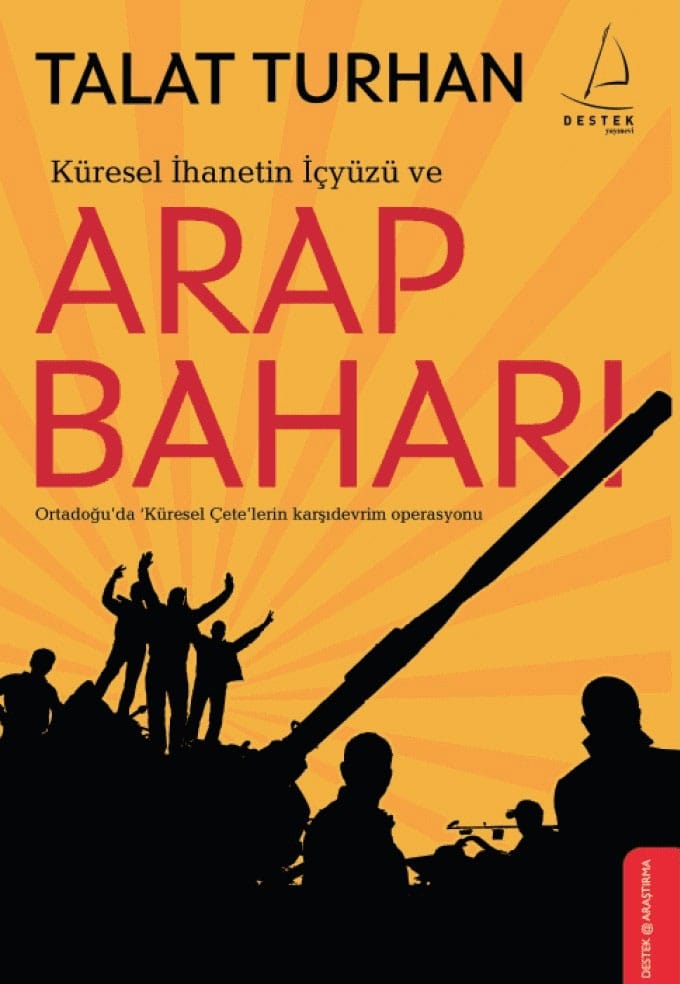 TALAT TURHAN
DESTEK
yayınevi
Küresel İhanetin İçyüzü ve
ARAP
BAHARI
Ortadoğu'da 'Küresel Çete'lerin karşıdevrim operasyonu
DESTEK @ ARAŞTIRMA